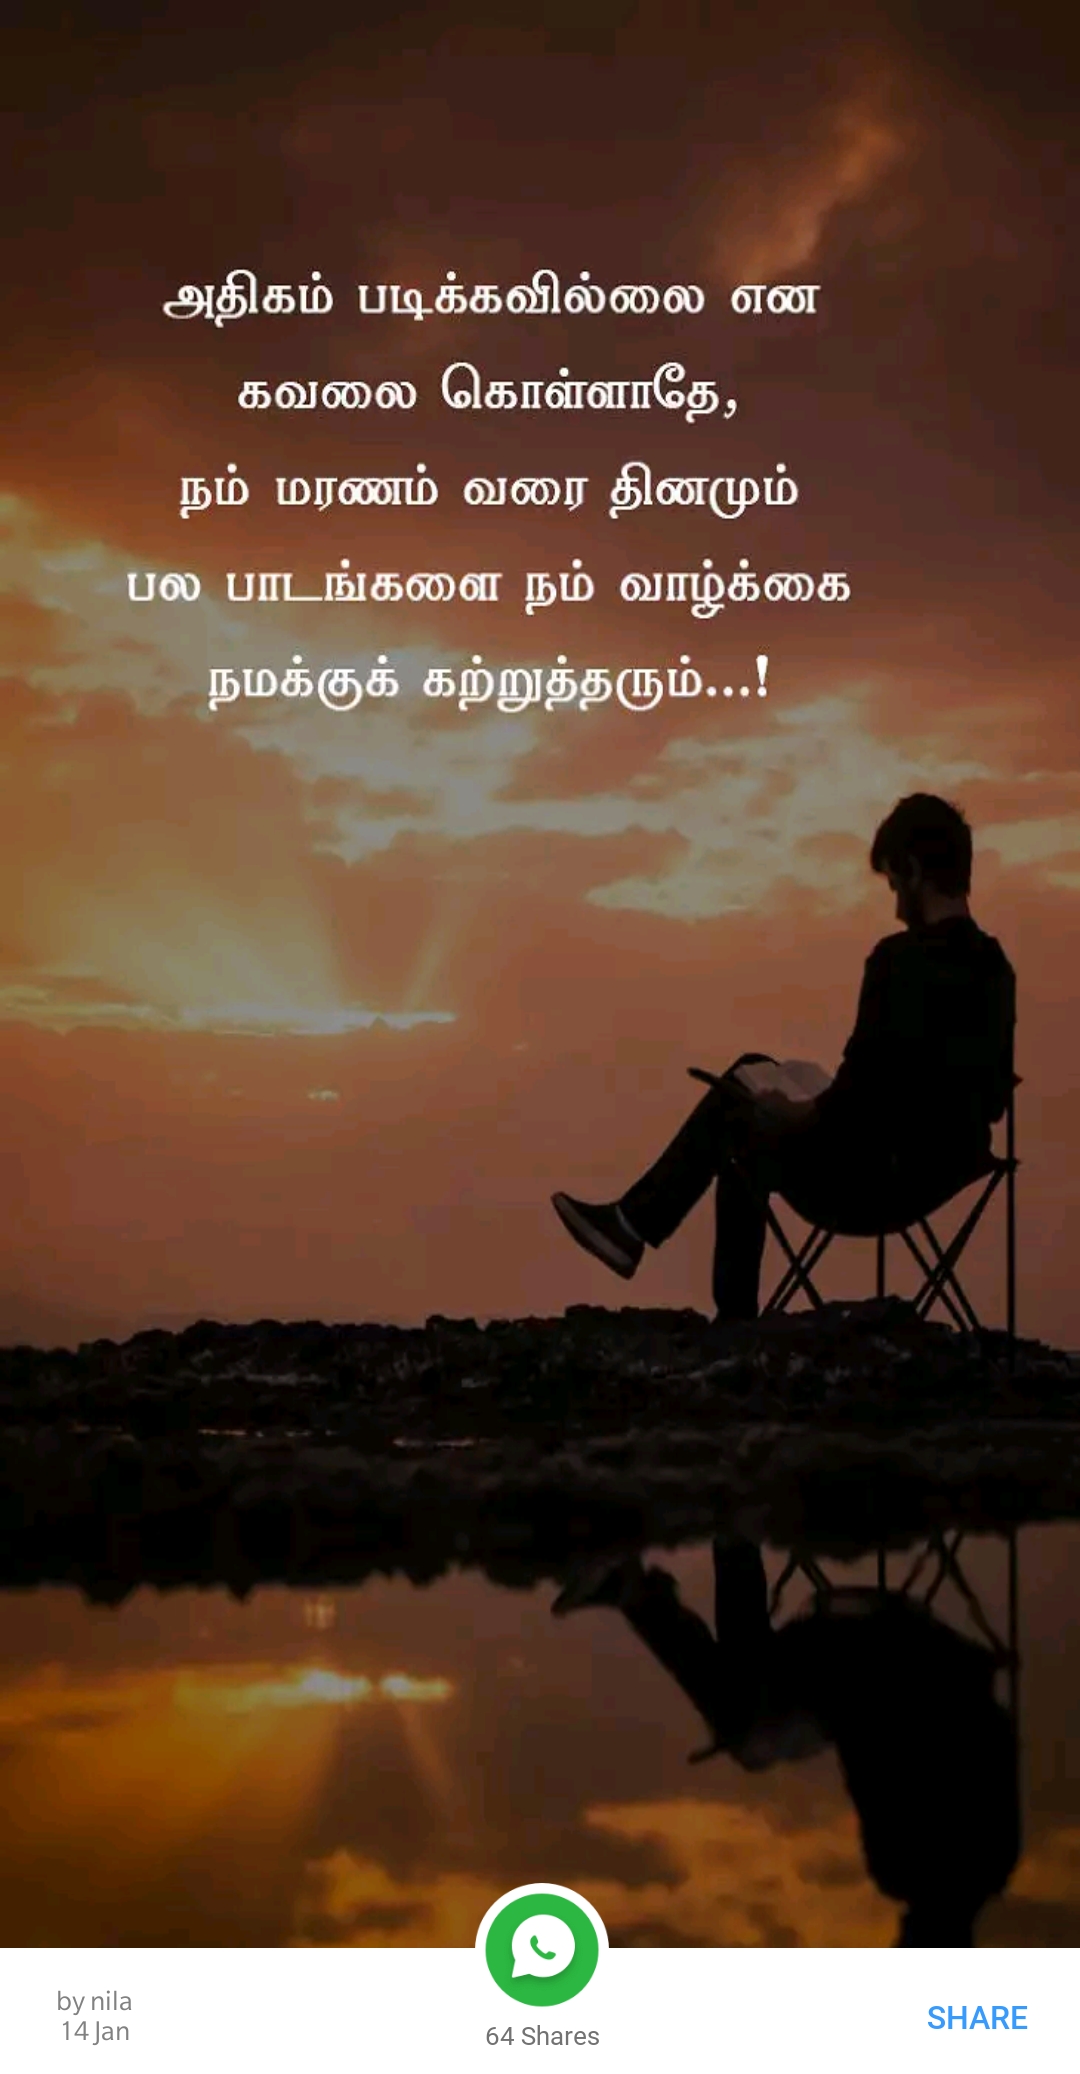 அதிகம் படிக்கவில்லை என
கவலை கொள்ளாதே,
நம் மரணம் வரை தினமும்
பல பாடங்களை நம் வாழ்க்கை
நமக்குக் கற்றுத்தரும்...!
by nila
14 Jan
64 Shares
SHARE